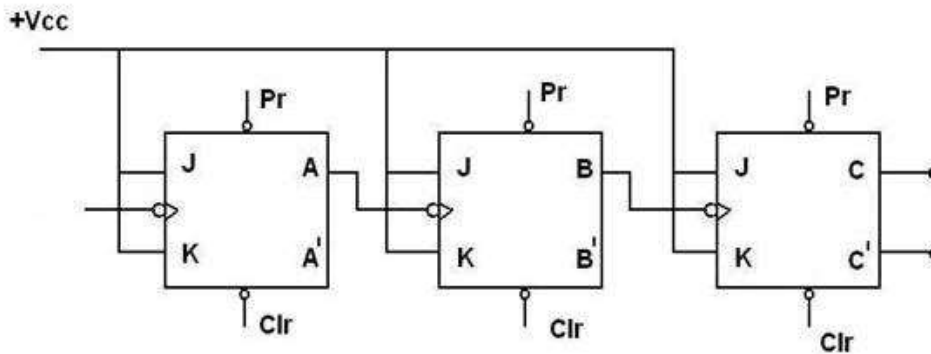 +Vcc
Pr Pr Pr
J A J B J C
K A' K B' K C'
Clr Clr Clr